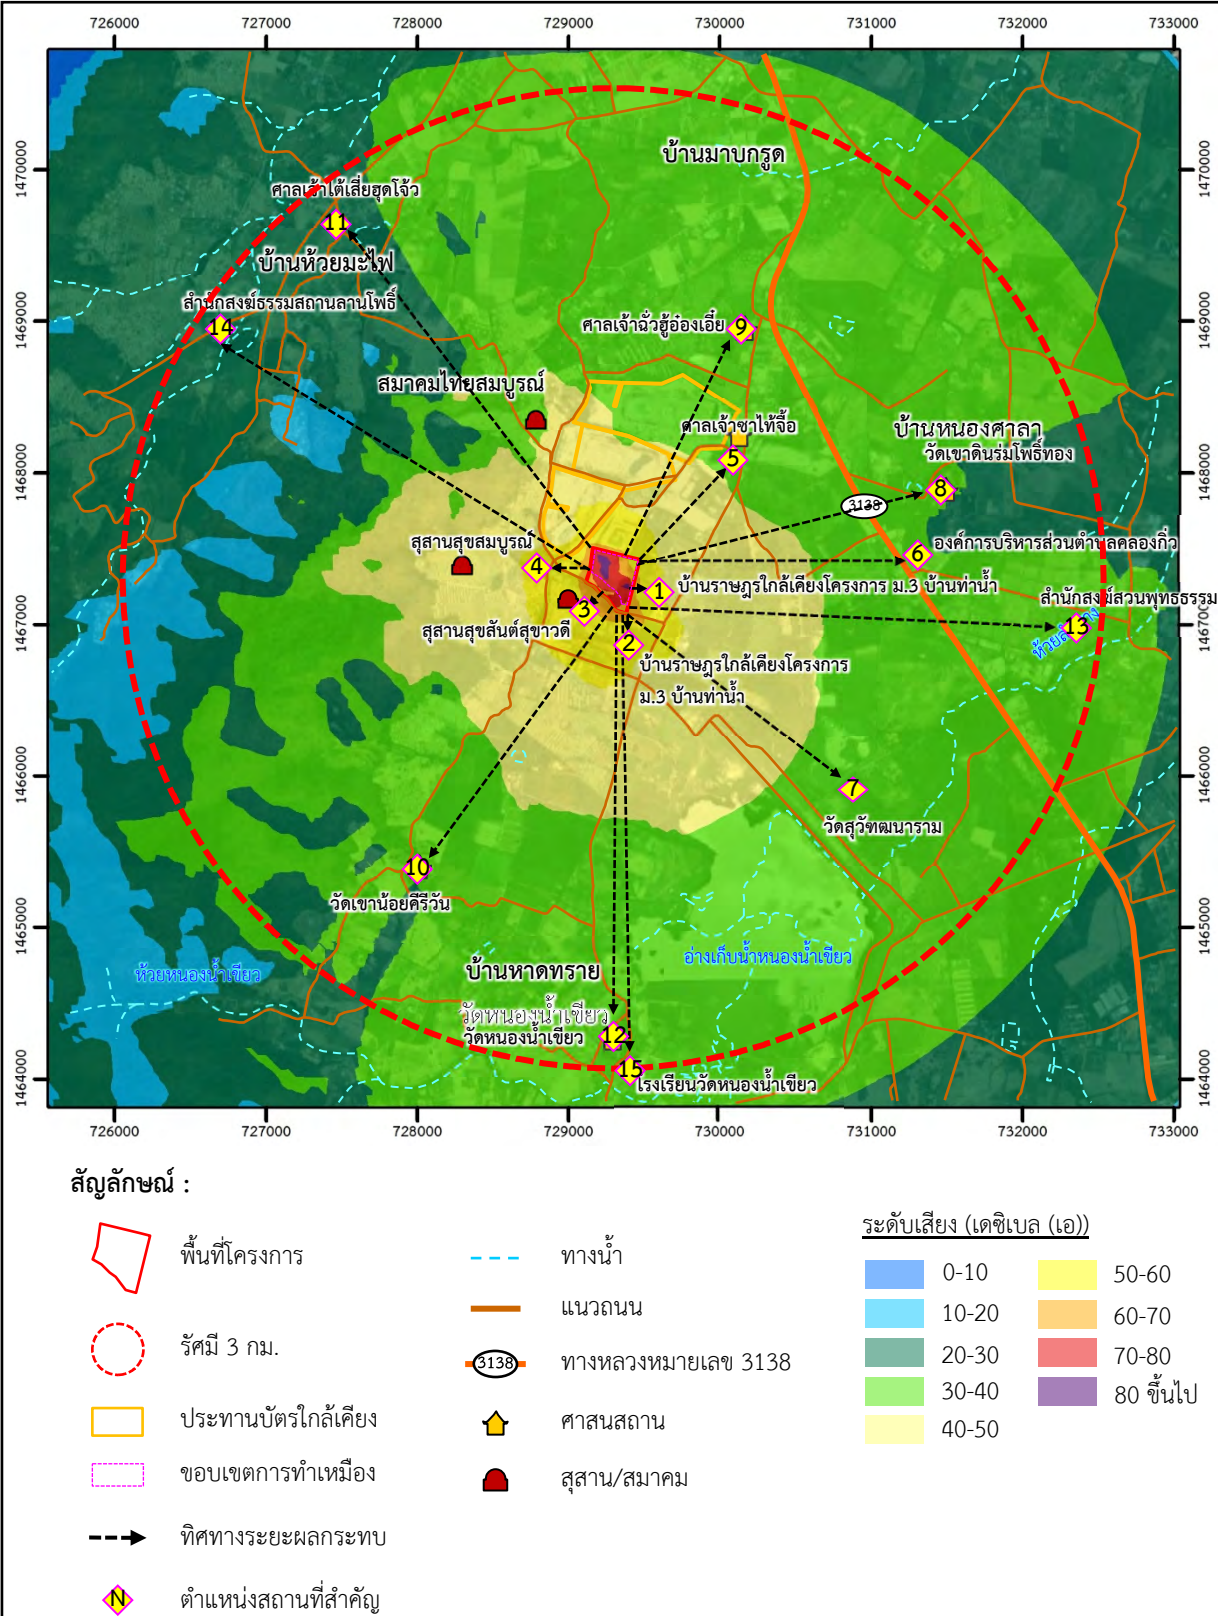 726000 727000 728000 729000 730000 731000 732000 733000
1470000 1470000
1469000 1469000
1468000 1468000
1467000 1467000
1466000 1466000
1465000 1465000
1464000 1464000
บ้านมาบกรูด
ศาลเจ้าไต้เสี่ยฮุดโจ้ว
11
บ้านห้วยมะไฟ
สำนักสงฆ์ธรรมสถานลานโพธิ์
14
ศาลเจ้าฉั่วฮู้อ๋องเอี๋ย
9
สมาคมไทยสมบูรณ์
ศาลเจ้าซาไท้จื้อ
5
บ้านหนองศาลา
วัดเขาดินร่มโพธิ์ทอง
8
3138
สุสานสุขสมบูรณ์
4
6
องค์การบริหารส่วนตำบลคลองกิ่ว
1
บ้านราษฎรใกล้เคียงโครงการ ม.3 บ้านท่าน้ำ
สำนักสงฆ์สวนพุทธธรรม
13
3
สุสานสุขสันต์สุขาวดี
2
บ้านราษฎรใกล้เคียงโครงการ
ม.3 บ้านท่าน้ำ
7
วัดสุวัฑฒนาราม
10
วัดเขาน้อยคีรีวัน
ห้วยหนองน้ำเขียว
อ่างเก็บน้ำหนองน้ำเขียว
บ้านหาดทราย
วัดหนองน้ำเขียว
วัดหนองน้ำเขียว
12
15
โรงเรียนวัดหนองน้ำเขียว
726000 727000 728000 729000 730000 731000 732000 733000
สัญลักษณ์ :
พื้นที่โครงการ
รัศมี 3 กม.
ประทานบัตรใกล้เคียง
ขอบเขตการทำเหมือง
ทิศทางระยะผลกระทบ
N ตำแหน่งสถานที่สำคัญ
ทางน้ำ
แนวถนน
3138 ทางหลวงหมายเลข 3138
ศาสนสถาน
สุสาน/สมาคม
ระดับเสียง (เดซิเบล (เอ))
0-10
10-20
20-30
30-40
40-50
50-60
60-70
70-80
80 ขึ้นไป